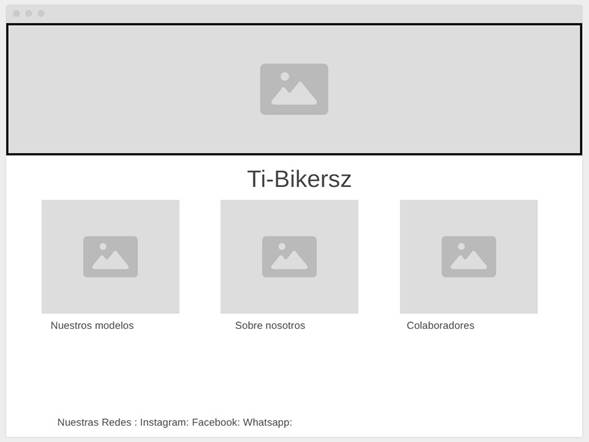 Ti-Bikersz
Nuestros modelos
Sobre nosotros
Colaboradores
Nuestras Redes : Instagram: Facebook: Whatsapp: